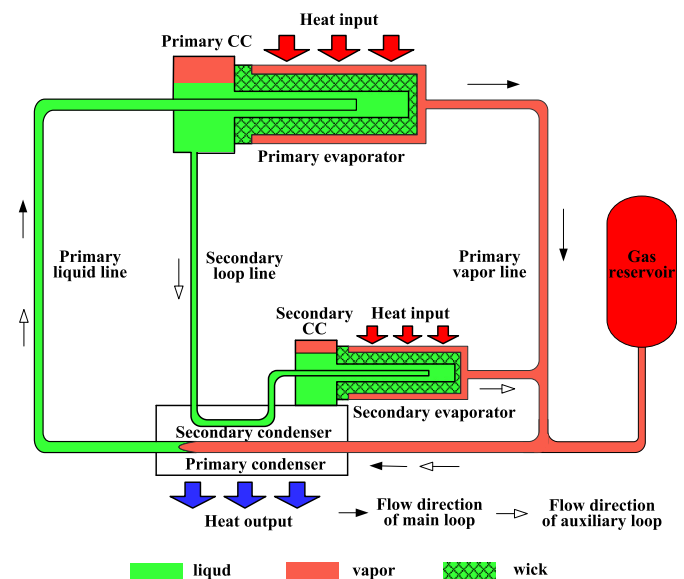 Heat input
Primary CC
Primary evaporator
Primary
liquid line
Secondary
loop line
Primary
vapor line
Gas
reservoir
Secondary
CC
Heat input
Secondary evaporator
Secondary condenser
Primary condenser
Heat output
Flow direction
of main loop
Flow direction
of auxiliary loop
liqud
vapor
wick